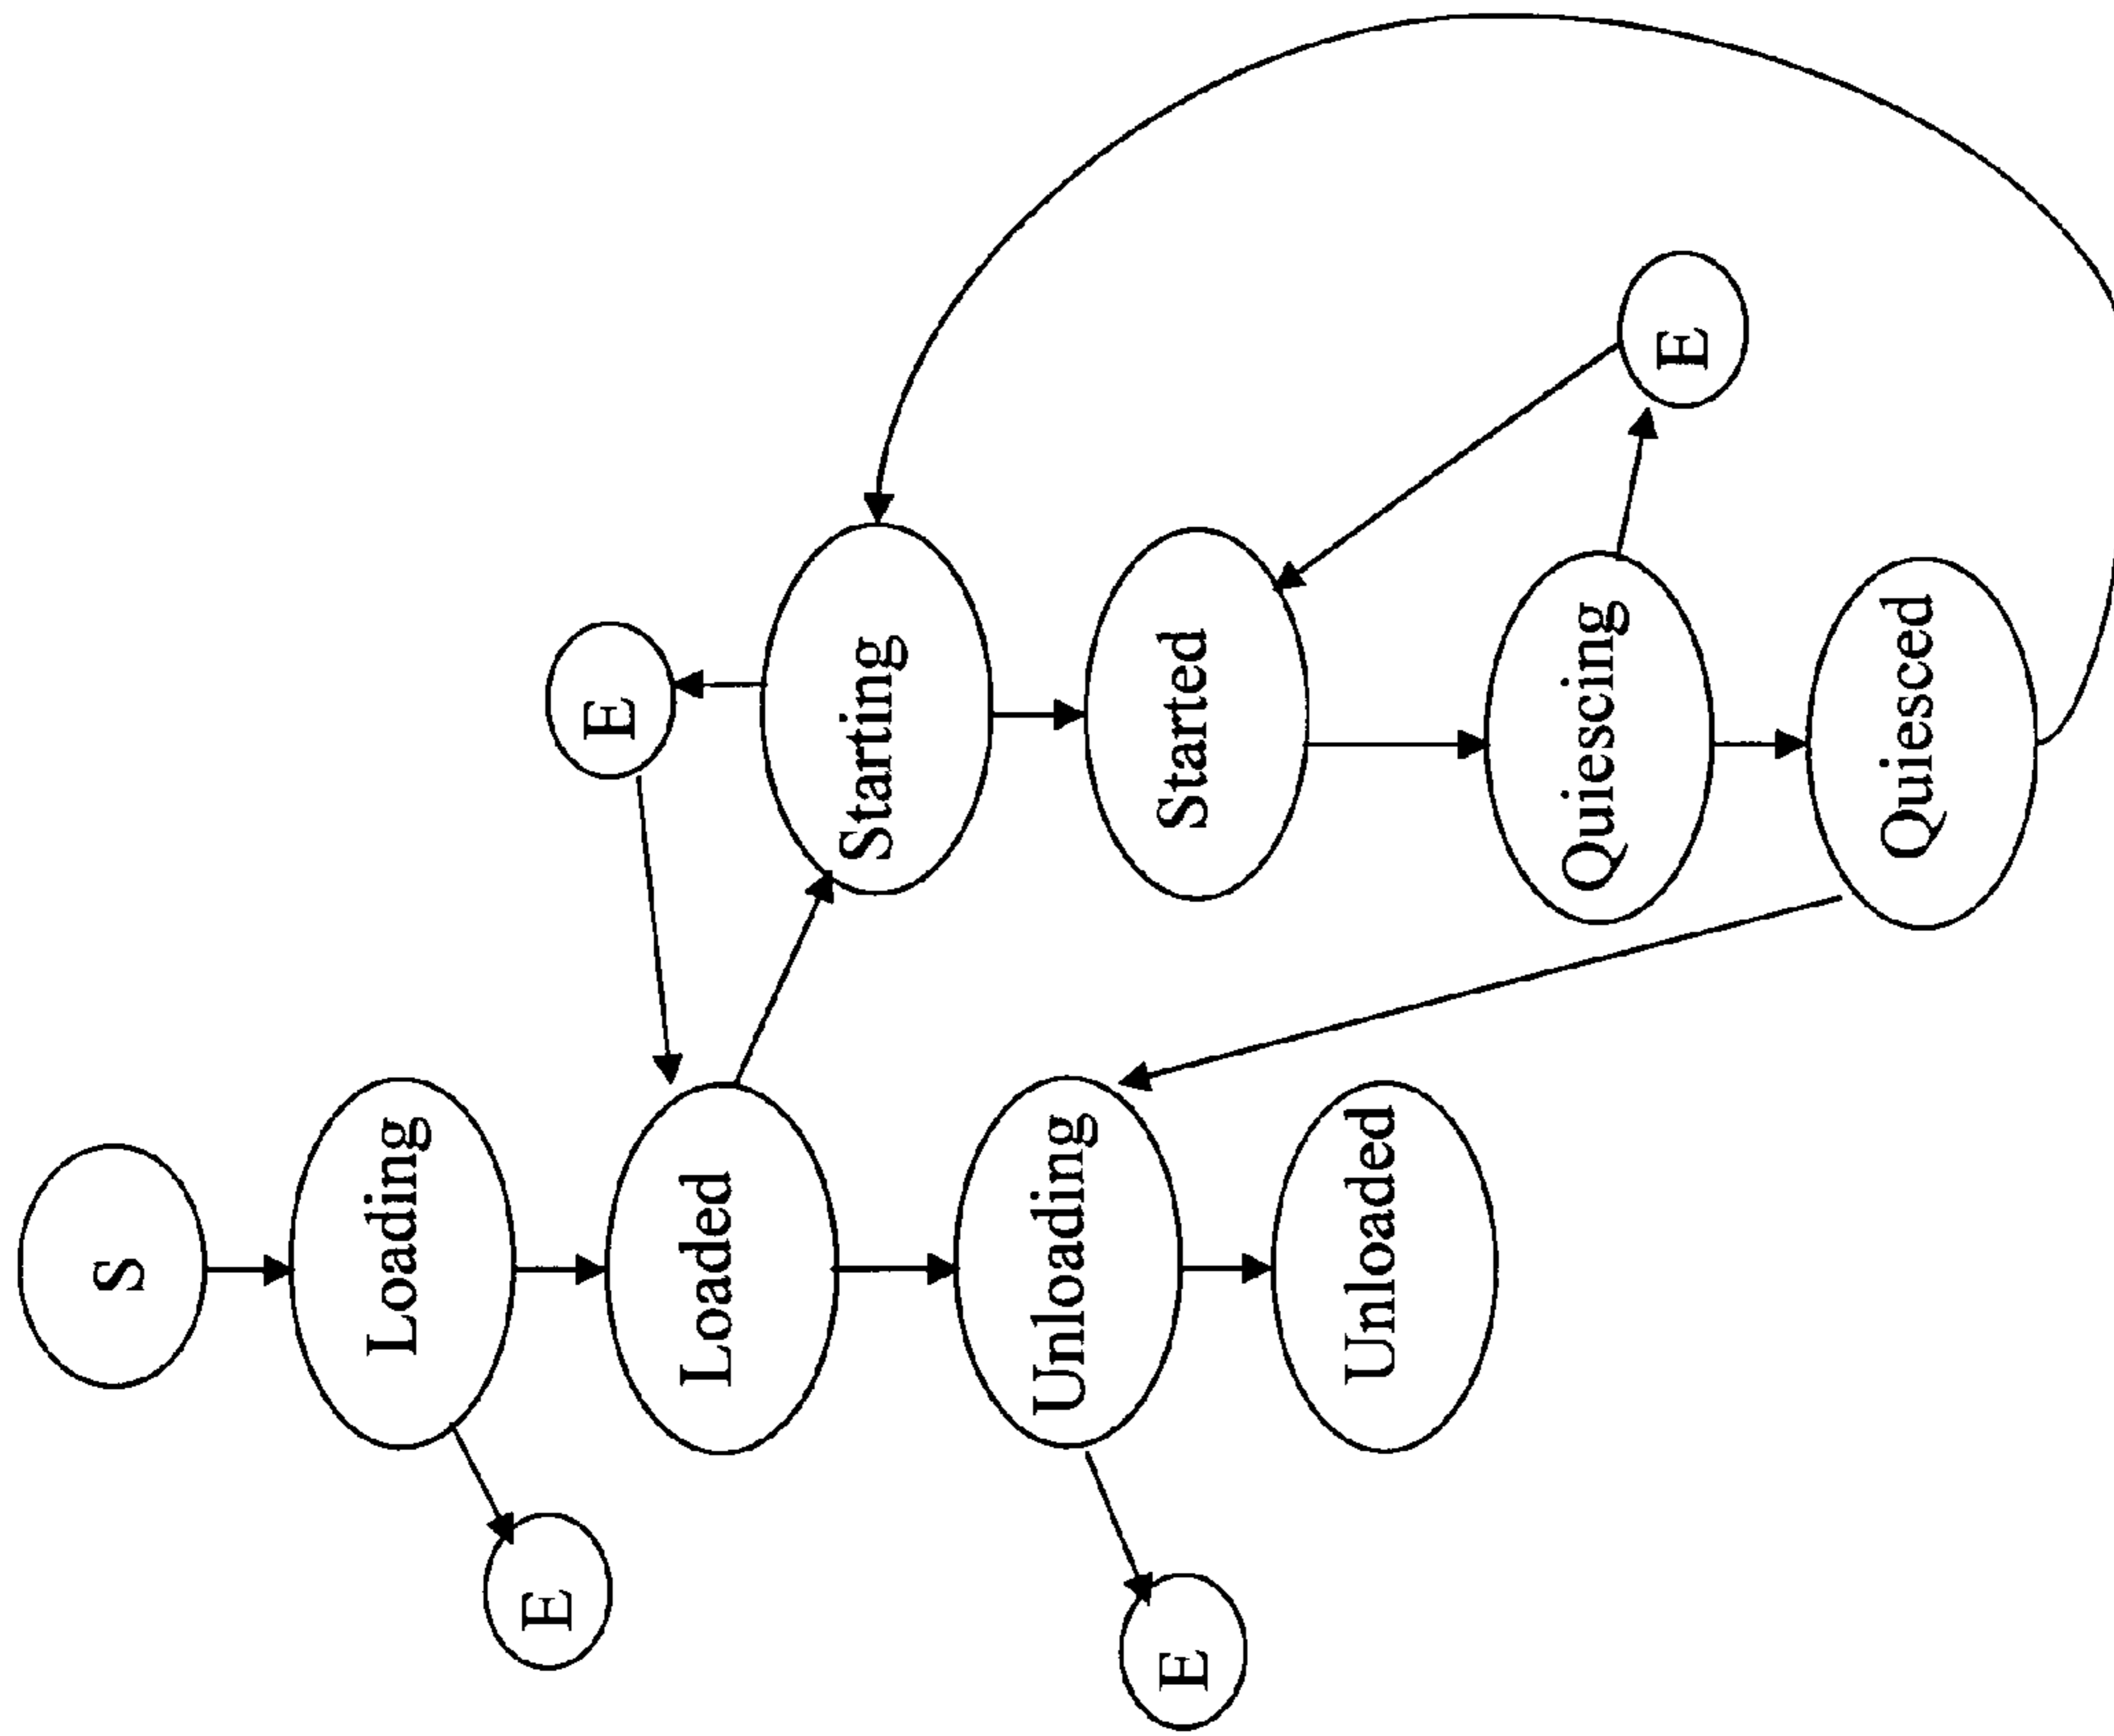 S
Loading
E
Loaded
E
Starting
Unloading
E
Started
Unloaded
Quiescing
E
Quiesced